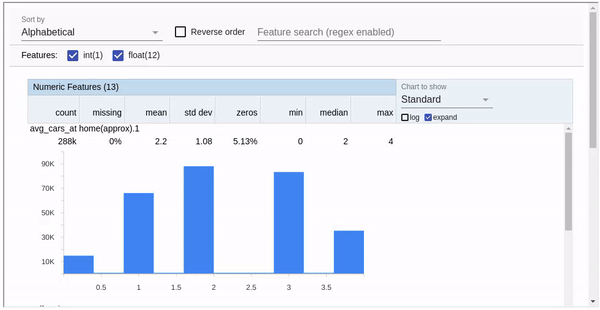 Sort by
Alphabetical
Reverse order
Feature search (regex enabled)
Features: int(1) float(12)
Numeric Features (13)
Chart to show
Standard
log expand
count missing mean std dev zeros min median max
avg_cars_at home(approx).1
288k 0% 2.2 1.08 5.13% 0 2 4
90K
70K
50K
30K
10K
0.5 1 1.5 2 2.5 3 3.5